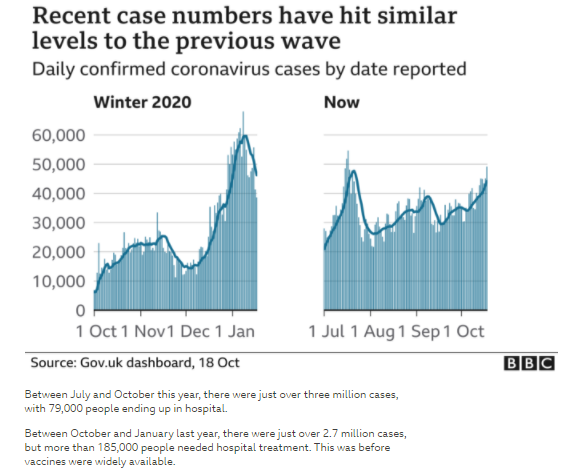 Recent case numbers have hit similar
levels to the previous wave
Daily confirmed coronavirus cases by date reported
Winter 2020
Now
60,000
50,000
40,000
30,000
20,000
10,000
0
1 Oct 1 Nov 1 Dec 1 Jan
1 Jul 1 Aug 1 Sep 1 Oct
Source: Gov.uk dashboard, 18 Oct
BBC
Between July and October this year, there were just over three million cases,
with 79,000 people ending up in hospital.
Between October and January last year, there were just over 2.7 million cases,
but more than 185,000 people needed hospital treatment. This was before
vaccines were widely available.